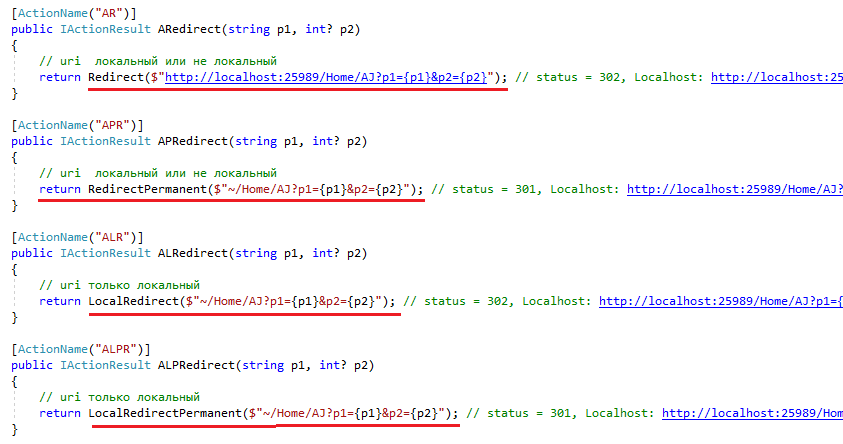 [ActionName("AR")]
public IActionResult ARedirect(string p1, int? p2)
{
// uri  локальный или не локальный
return Redirect($"http://localhost:25989/Home/AJ?p1={p1}&p2={p2}"); // status = 302, Localhost: http://localhost:25
}
[ActionName("APR")]
public IActionResult APRedirect(string p1, int? p2)
{
// uri  локальный или не локальный
return RedirectPermanent($"~/Home/AJ?p1={p1}&p2={p2}"); // status = 301, Localhost: http://localhost:25989/Home/AJ?
}
[ActionName("ALR")]
public IActionResult ALRedirect(string p1, int? p2)
{
// uri только локальный
return LocalRedirect($"~/Home/AJ?p1={p1}&p2={p2}"); // status = 302, Localhost: http://localhost:25989/Home/AJ?p1={
}
[ActionName("ALPR")]
public IActionResult ALPRedirect(string p1, int? p2)
{
// uri только локальный
return LocalRedirectPermanent($"~/Home/AJ?p1={p1}&p2={p2}"); // status = 301, Localhost: http://localhost:25989/Hom
}